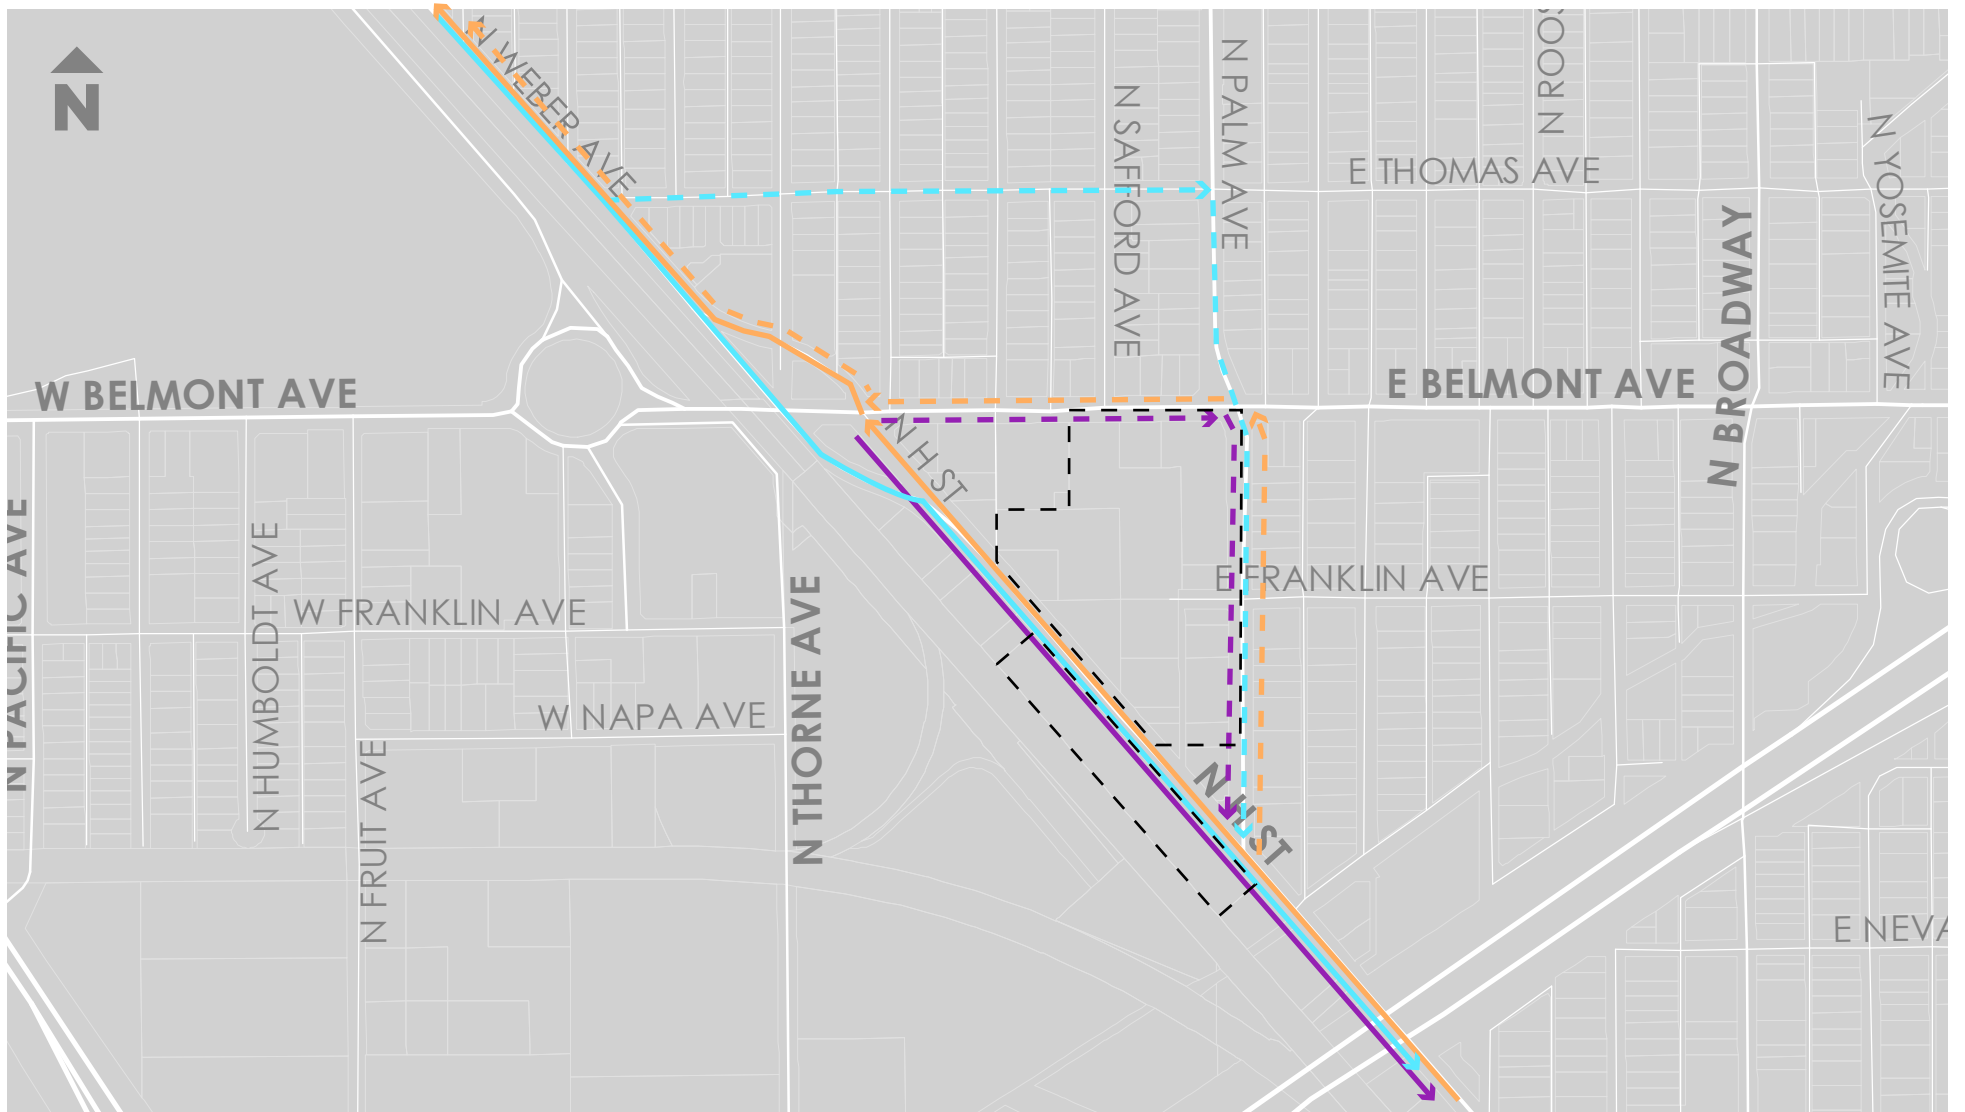 N
N WEBER AVE
N SAFFORD AVE
N PALM AVE
E THOMAS AVE
N YOSEMITE AVE
N BROADWAY
W BELMONT AVE
E BELMONT AVE
N H ST
N PACIFIC AVE
N HUMBOLDT AVE
W FRANKLIN AVE
E FRANKLIN AVE
N THORNE AVE
W NAPA AVE
N FRUIT AVE
N H ST
N ROOS
E NEVA